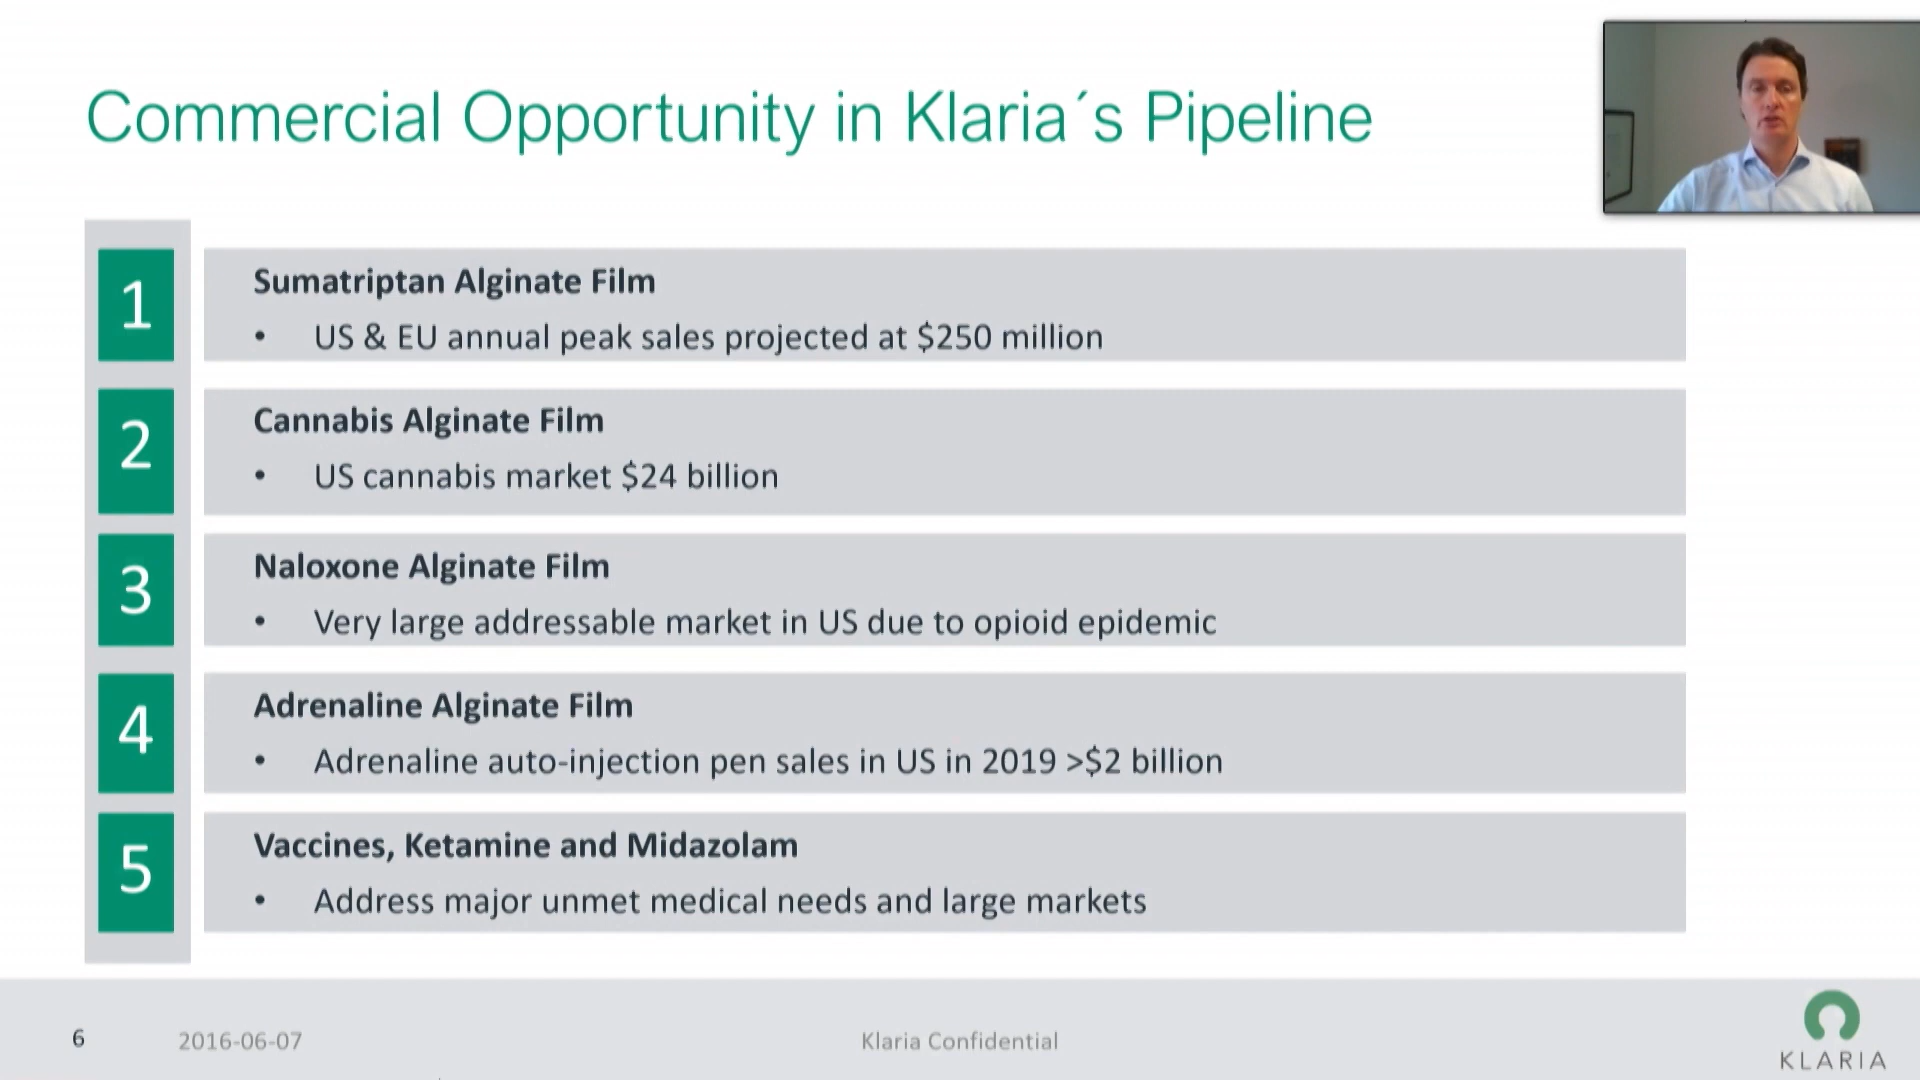 Commercial Opportunity in Klaria´s Pipeline
1
Sumatriptan Alginate Film
• US & EU annual peak sales projected at $250 million
2
Cannabis Alginate Film
• US cannabis market $24 billion
3
Naloxone Alginate Film
• Very large addressable market in US due to opioid epidemic
4
Adrenaline Alginate Film
• Adrenaline auto-injection pen sales in US in 2019 >$2 billion
5
Vaccines, Ketamine and Midazolam
• Address major unmet medical needs and large markets
6
2016-06-07
Klaria Confidential
KLARIA